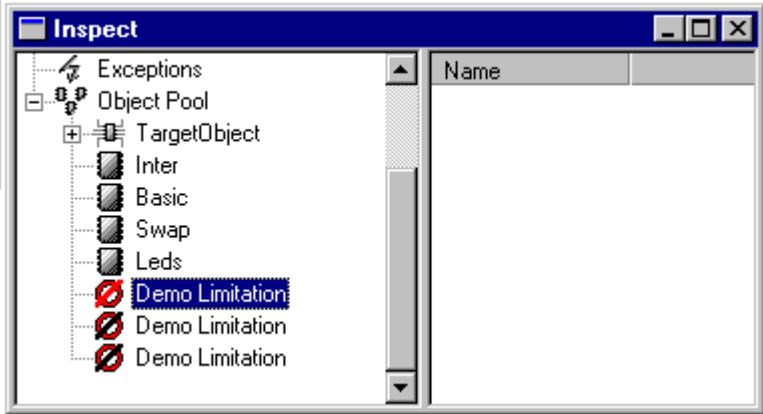 Inspect
Exceptions
Object Pool
TargetObject
Inter
Basic
Swap
Leds
Demo Limitation
Demo Limitation
Demo Limitation
Name